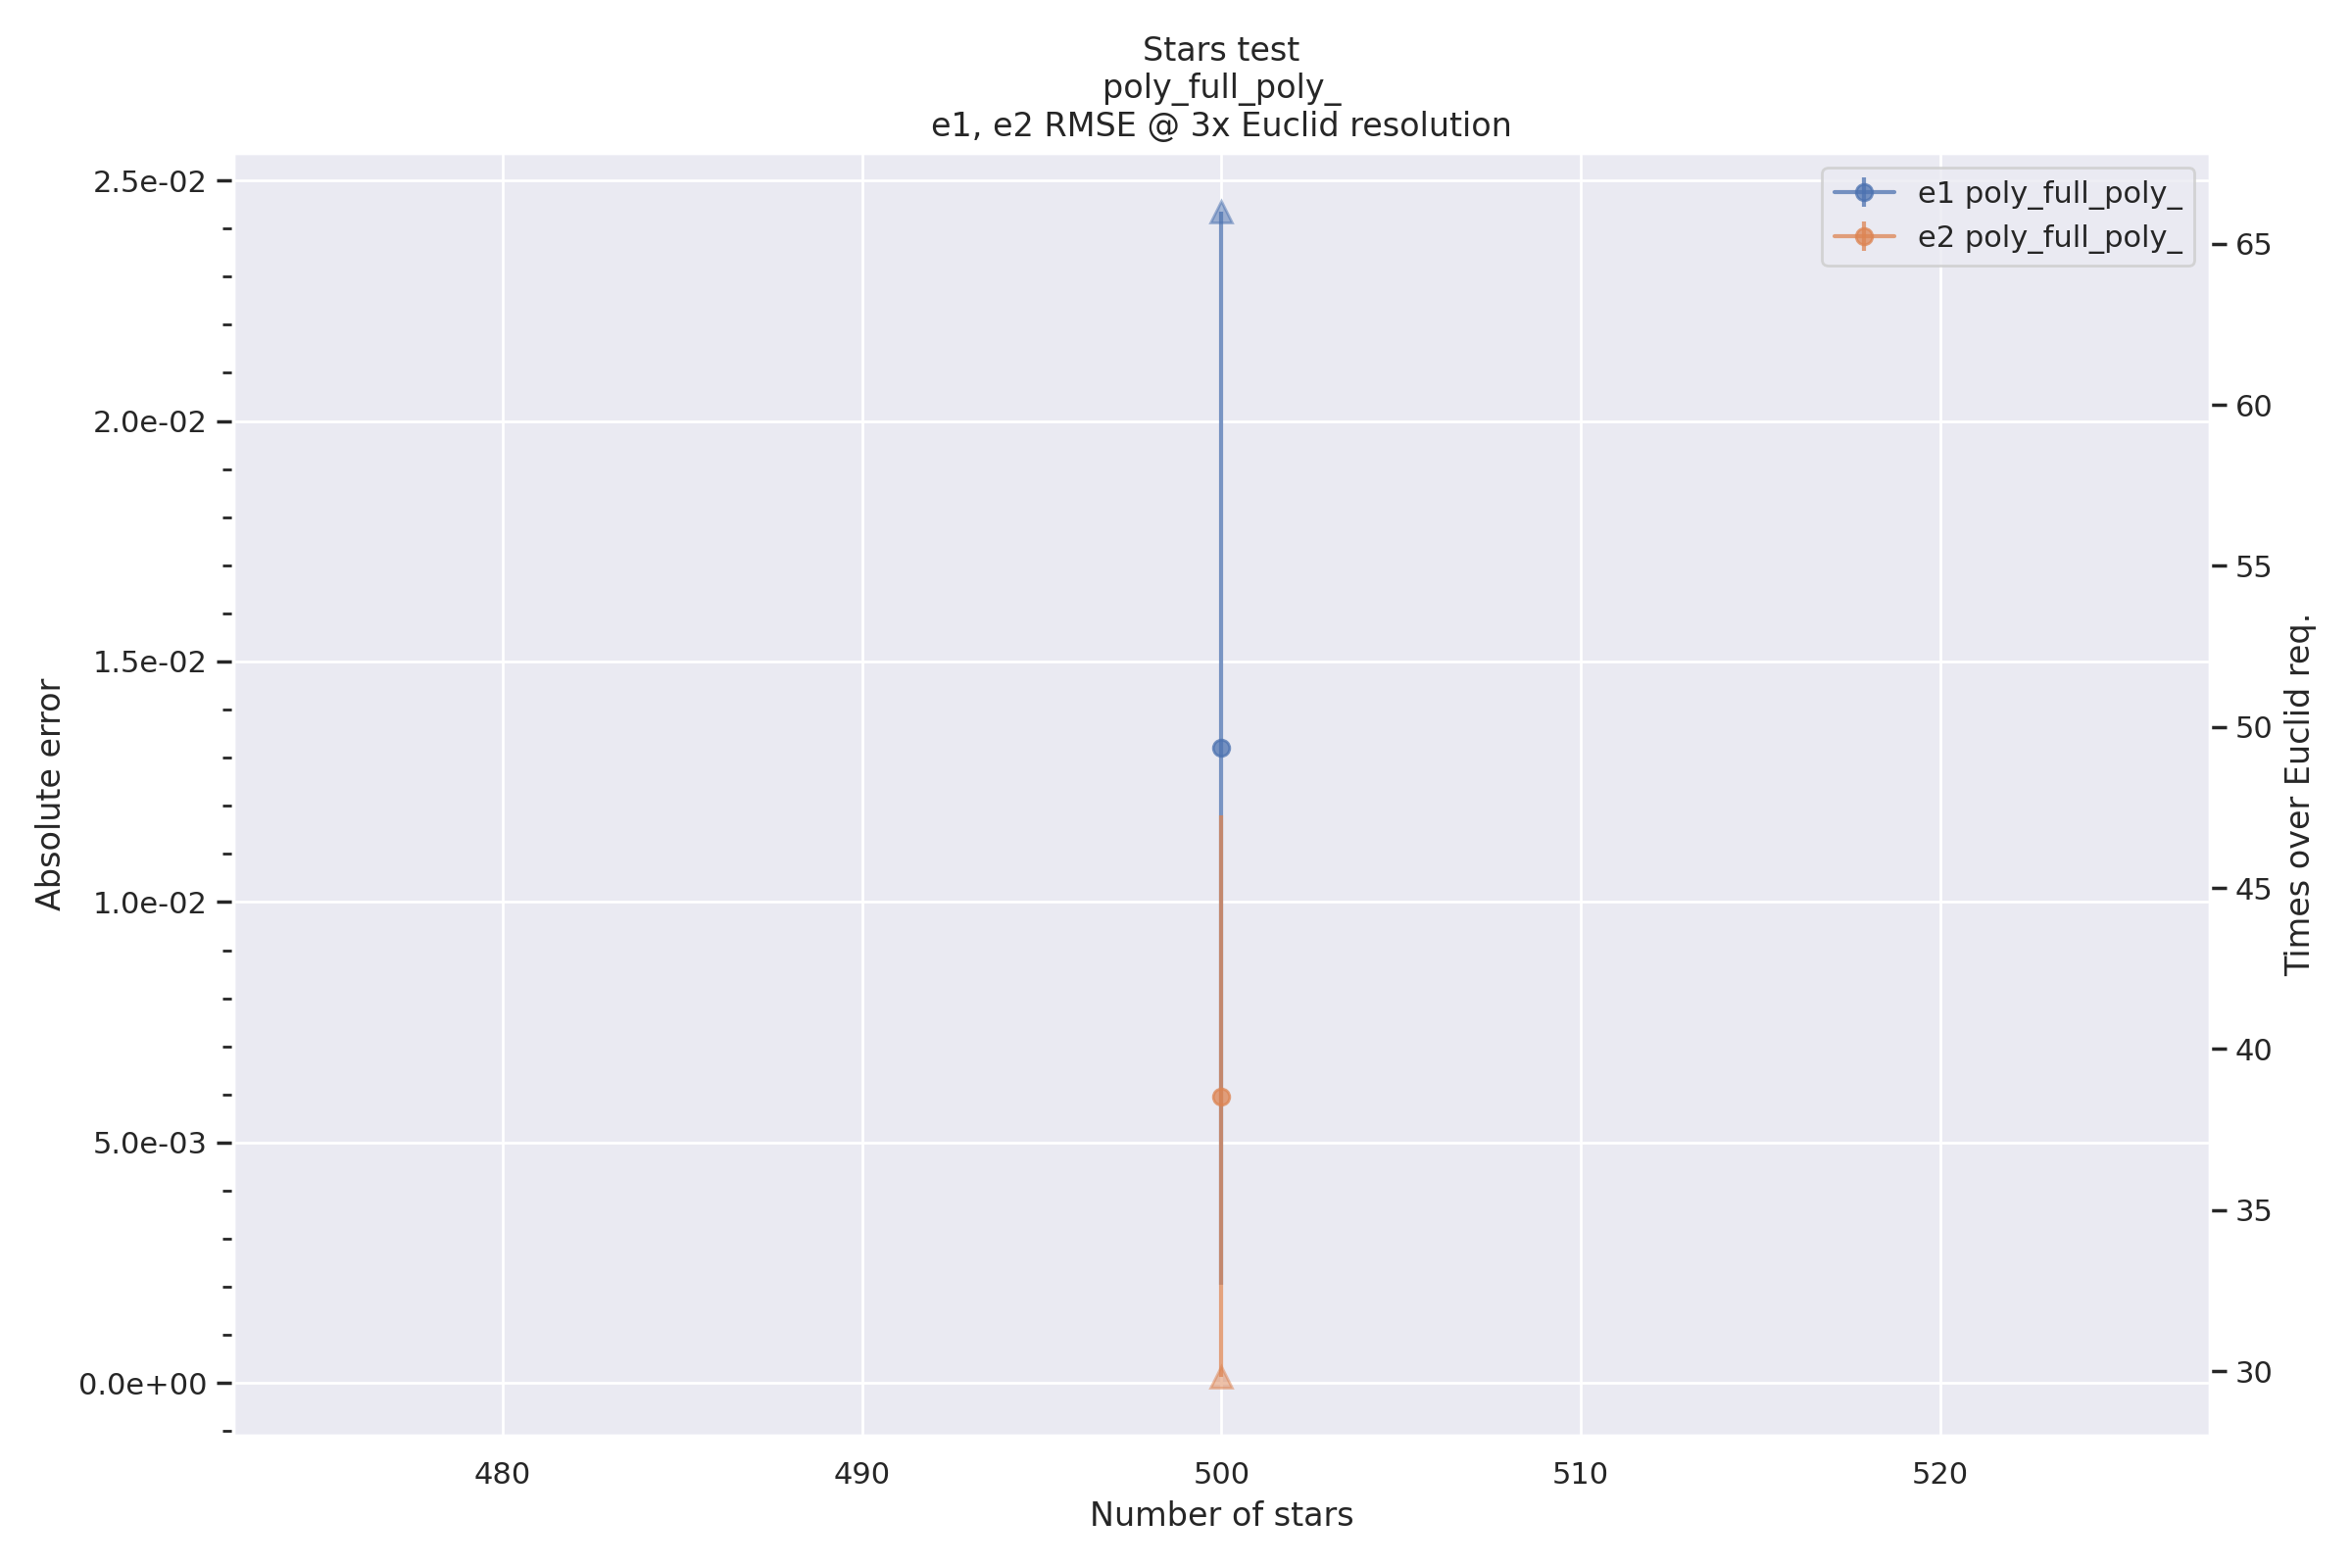 Stars test
poly_full_poly_
e1, e2 RMSE @ 3x Euclid resolution
e1 poly_full_poly_
e2 poly_full_poly_
Absolute error
2.5e-02
2.0e-02
1.5e-02
1.0e-02
5.0e-03
0.0e+00
65
60
55
50
45
40
35
30
Times over Euclid req.
480 490 500 510 520
Number of stars